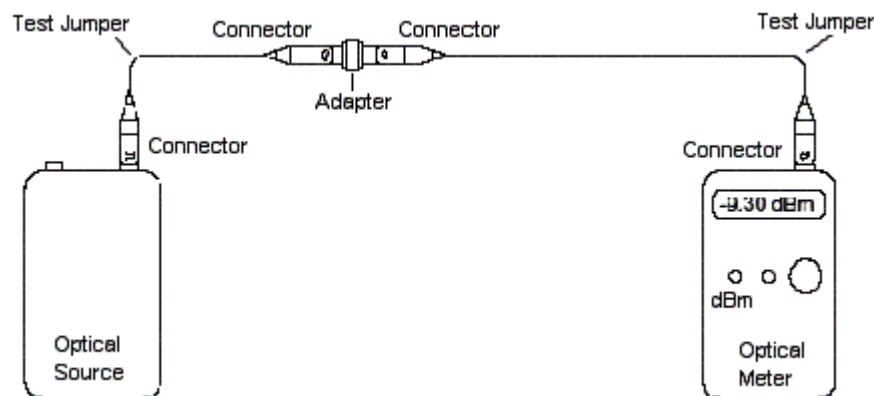 Test Jumper
Connector
Connector
Test Jumper
Adapter
Connector
Connector
-9.30 dBm
dBm
Optical
Source
Optical
Meter